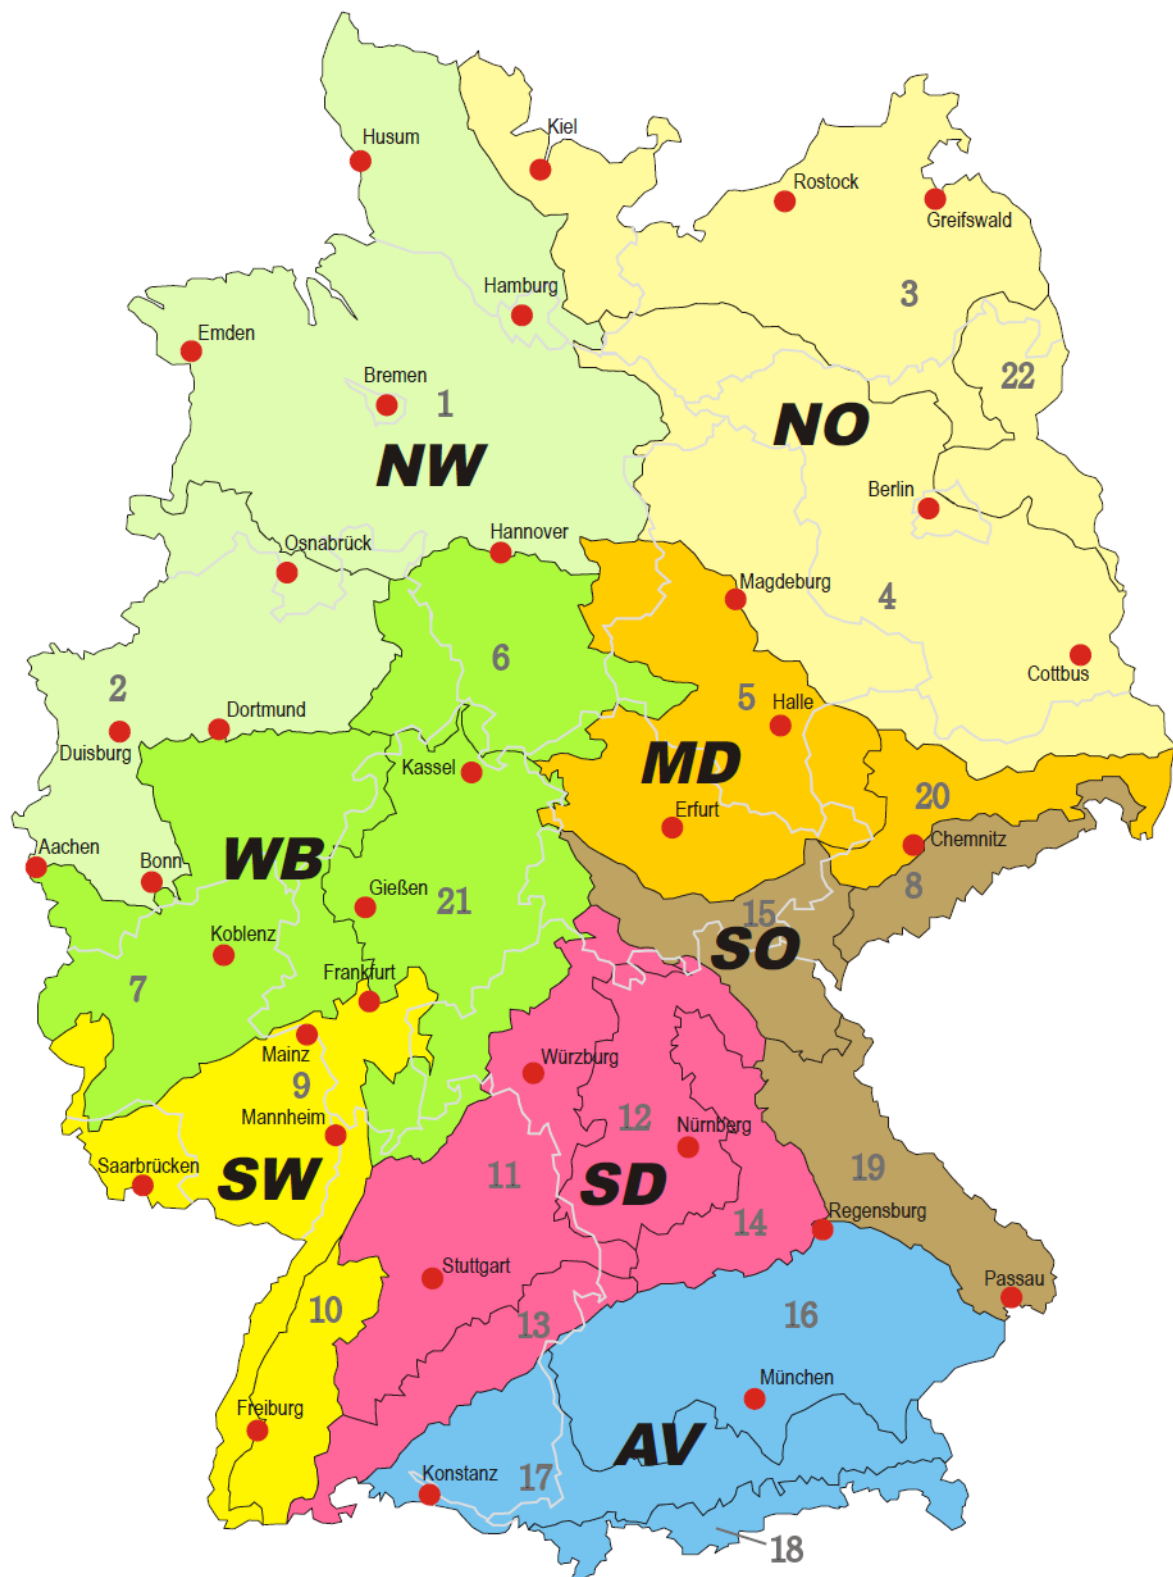 Husum
Kiel
Rostock
Greifswald
Hamburg
3
Emden
22
Bremen
1
NO
NW
Berlin
Hannover
Osnabrück
Magdeburg
4
6
Cottbus
2
5
Dortmund
Halle
Duisburg
Kassel
MD
20
Erfurt
Chemnitz
Aachen
WB
Bonn
8
Gießen
21
15
Koblenz
SO
7
Frankfurt
Mainz
Würzburg
9
Mannheim
12
Nürnberg
Saarbrücken
SW
11
SD
19
14
Regensburg
Stuttgart
Passau
10
13
16
München
Freiburg
AV
Konstanz
17
18